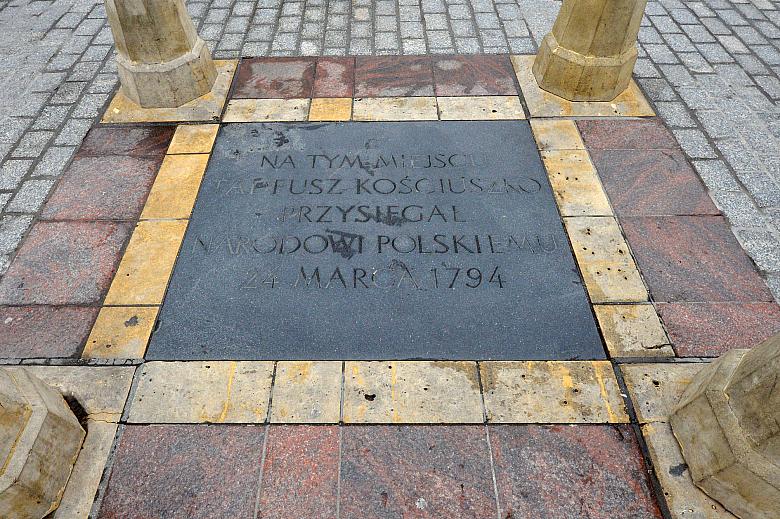 NA TYM MIEJSCU
TADEUSZ KOŚCIUSZKO
PRZYSIĘGAŁ
NARODOWI POLSKIEMU
24 MARCA 1794